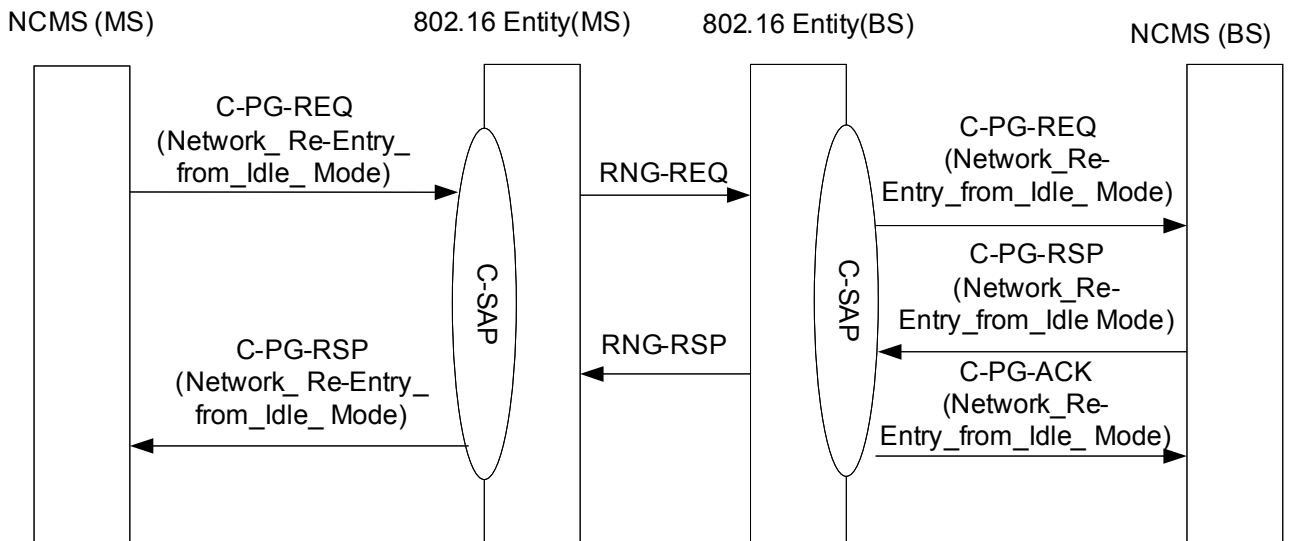 NCMS (MS)
802.16 Entity(MS)
802.16 Entity(BS)
NCMS (BS)
C-PG-REQ
(Network_ Re-Entry_
from_Idle_ Mode)
RNG-REQ
C-PG-REQ
(Network_Re-
Entry_from_Idle_ Mode)
C-SAP
C-SAP
C-PG-RSP
(Network_Re-
Entry_from_Idle Mode)
C-PG-RSP
(Network_ Re-Entry_
from_Idle_ Mode)
RNG-RSP
C-PG-ACK
(Network_Re-
Entry_from_Idle_ Mode)